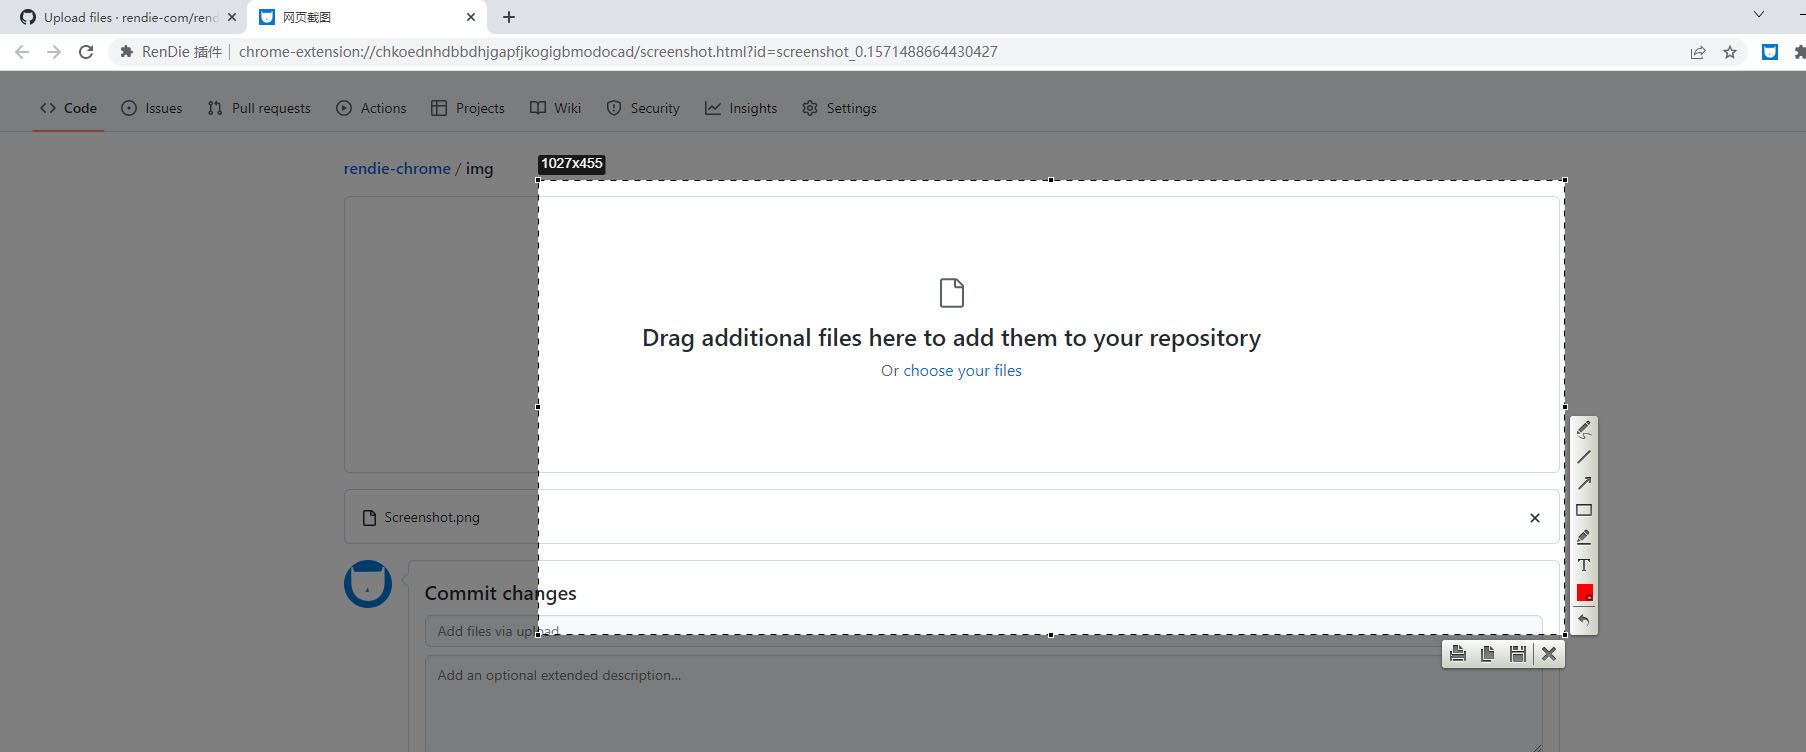 Upload files · rendie-com/rend
网页截图
RenDie 插件
chrome-extension://chkoednhdbbdhjgapfjkogigbmodocad/screenshot.html?id=screenshot_0.1571488664430427
Code Issues Pull requests Actions Projects Wiki Security Insights Settings
rendie-chrome / img
1027x455
Drag additional files here to add them to your repository
Or choose your files
Screenshot.png
Commit changes
Add files via upload
Add an optional extended description...
T